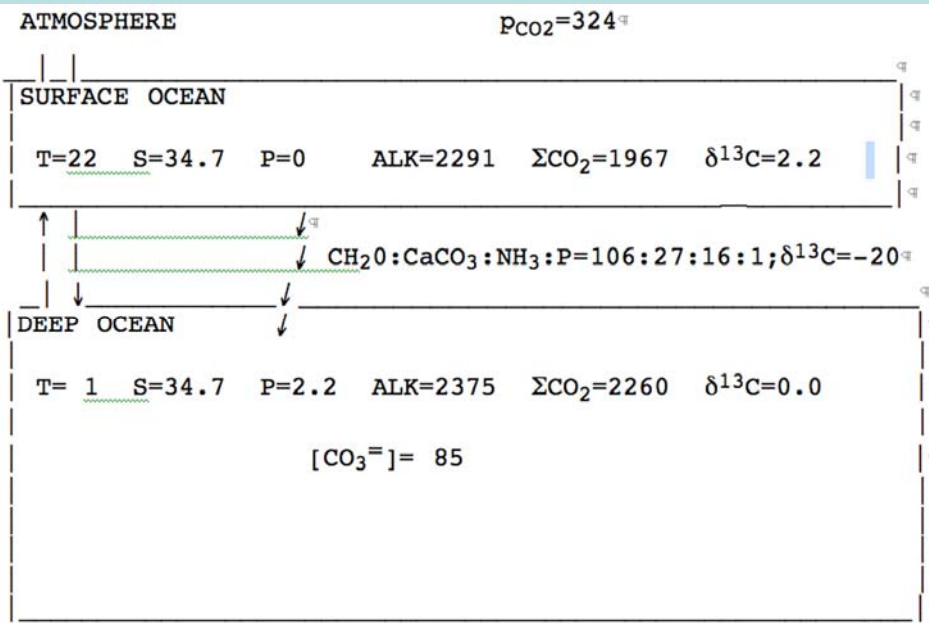 ATMOSPHERE pCO2=324
SURFACE OCEAN
T=22 S=34.7 P=0 ALK=2291 ΣCO₂=1967 δ¹³C=2.2
CH₂0:CaCO₃:NH₃:P=106:27:16:1;δ¹³C=-20
DEEP OCEAN
T= 1 S=34.7 P=2.2 ALK=2375 ΣCO₂=2260 δ¹³C=0.0
[CO₃⁼]= 85